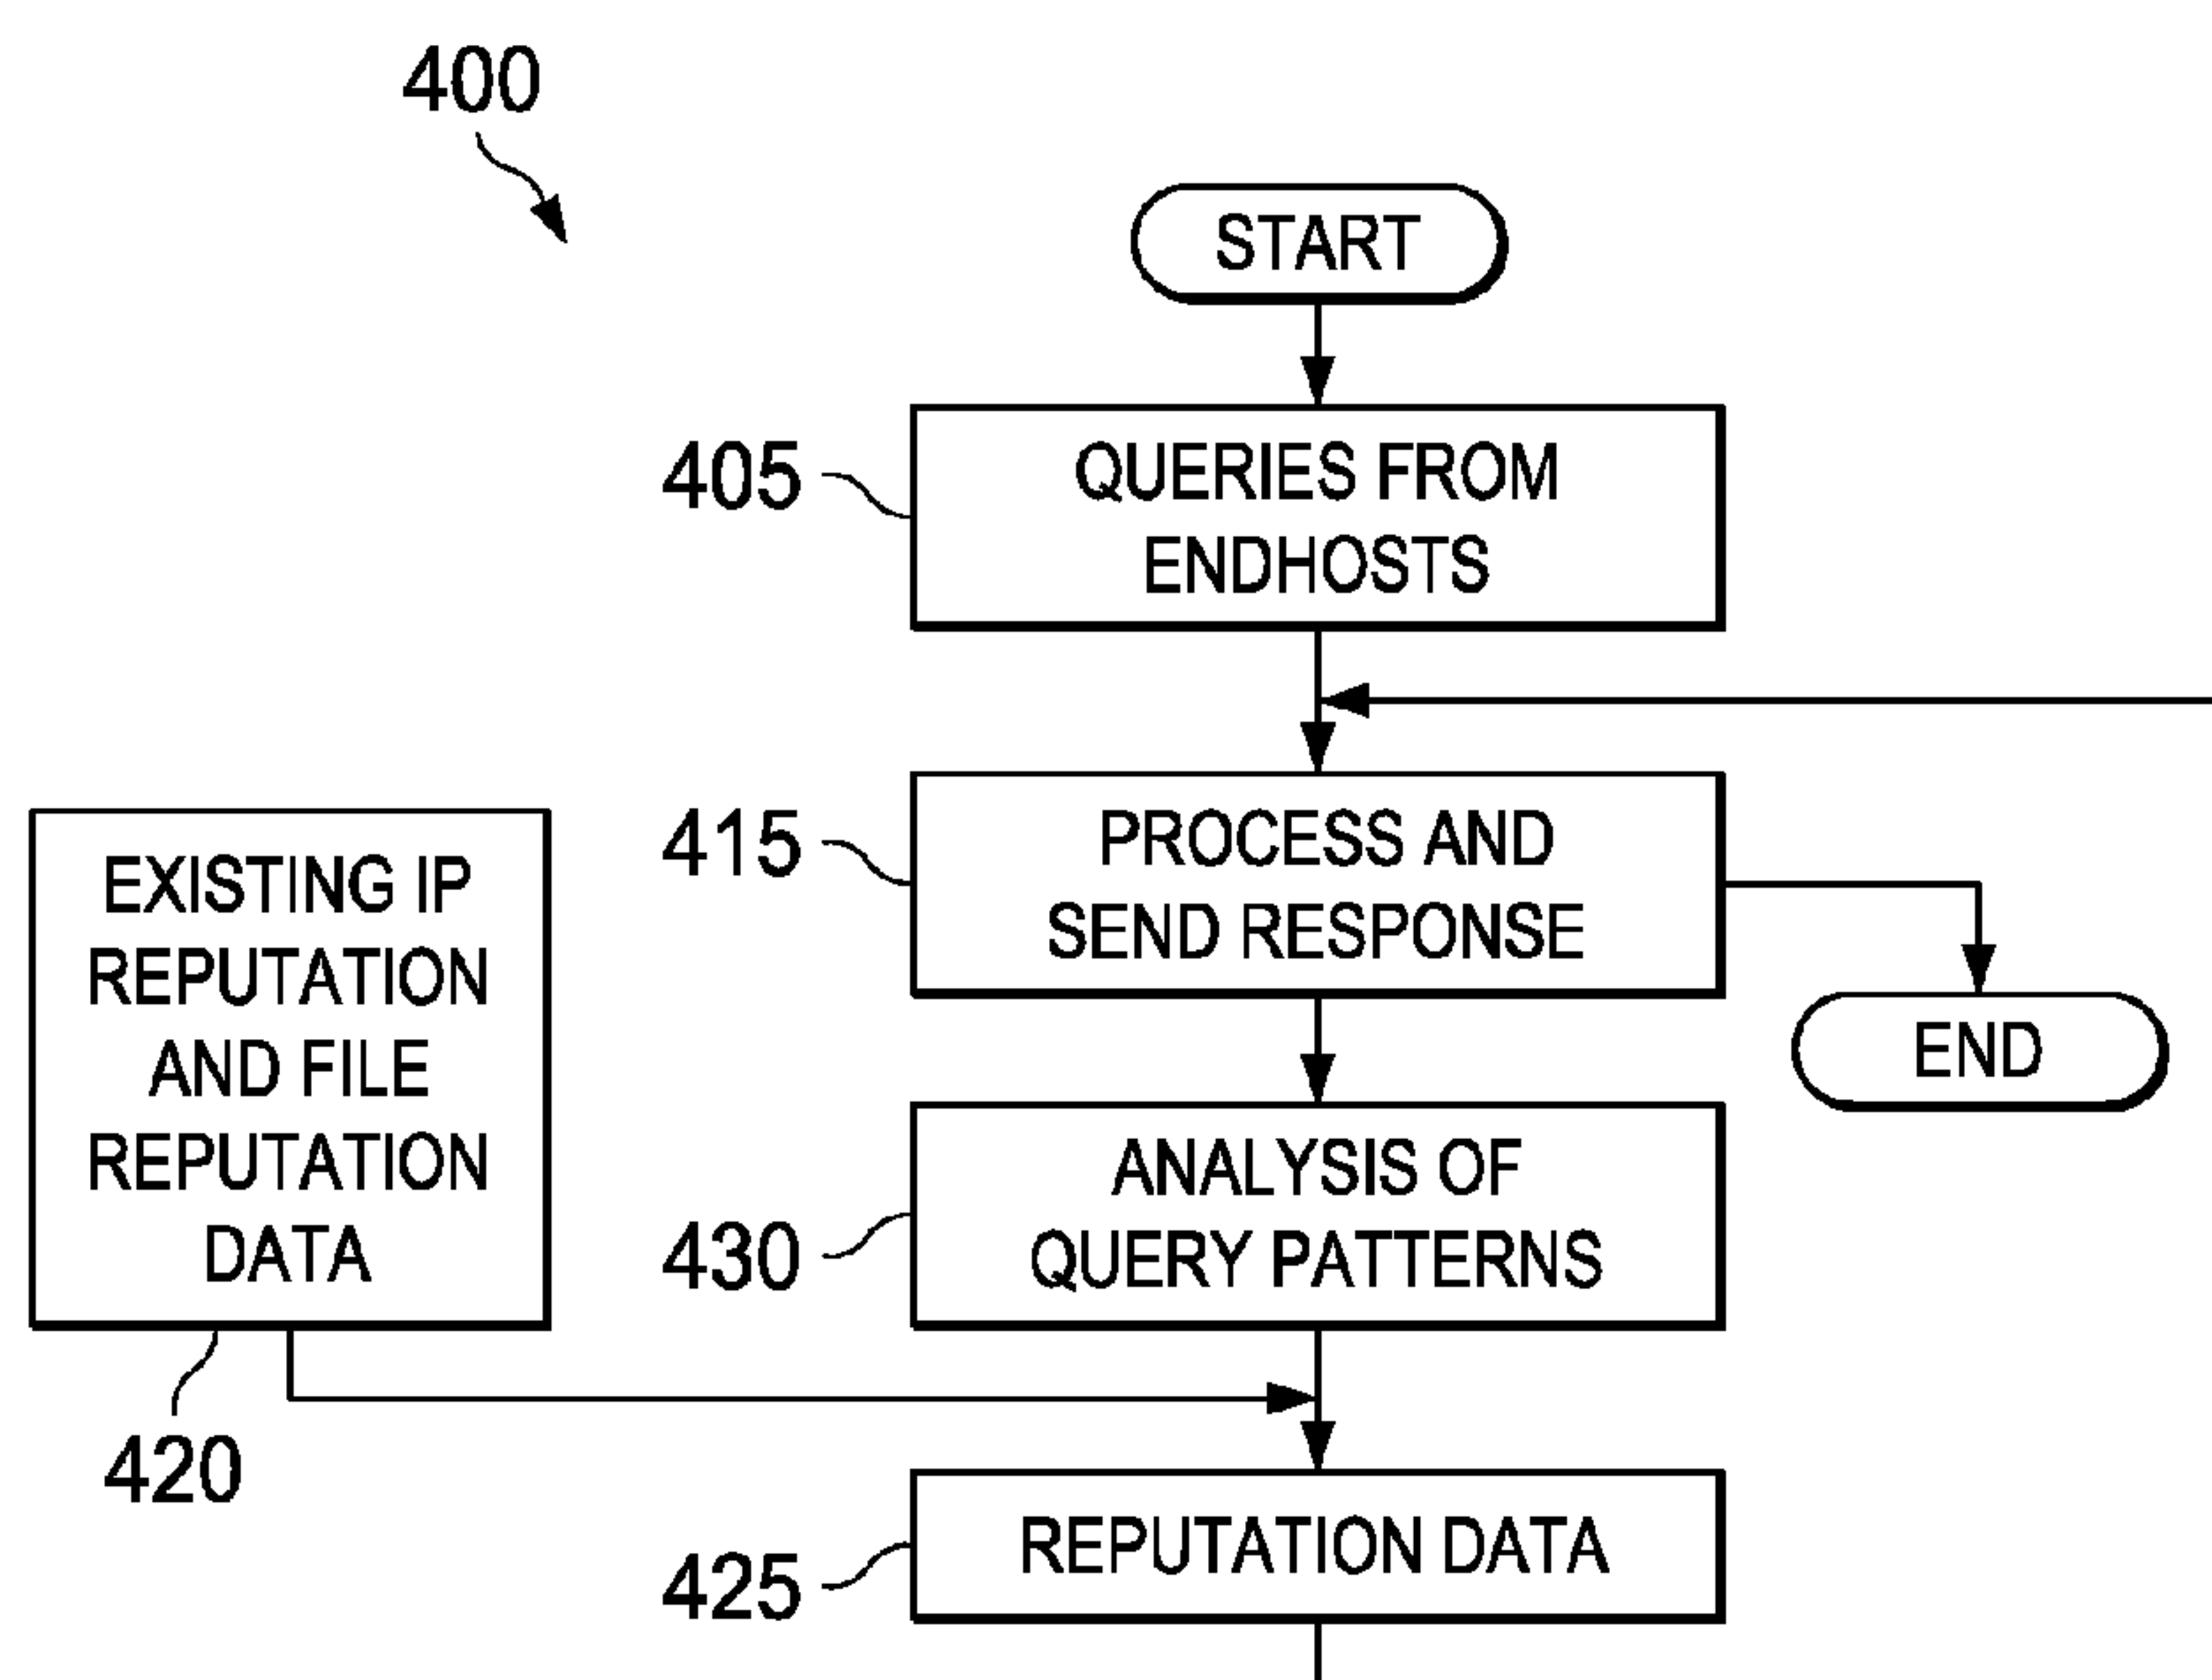 400
START
405
QUERIES FROM
ENDHOSTS
415
PROCESS AND
SEND RESPONSE
END
EXISTING IP
REPUTATION
AND FILE
REPUTATION
DATA
420
430
ANALYSIS OF
QUERY PATTERNS
425
REPUTATION DATA